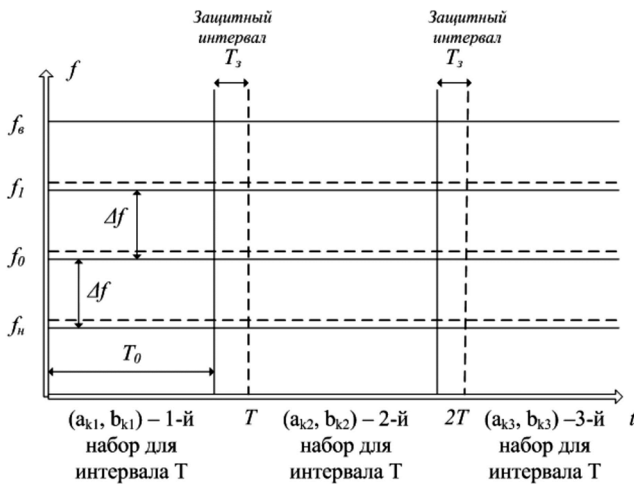 Защитный
интервал
Tз
Защитный
интервал
Tз
f
fв
f1
Δf
f0
Δf
fн
T0
(ak1, bk1) – 1-й
набор для
интервала T
T
(ak2, bk2) – 2-й
набор для
интервала T
2T
(ak3, bk3) –3-й
набор для
интервала T
t